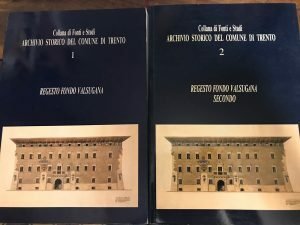 Collana di Fonti e Studi
ARCHIVIO STORICO DEL COMUNE DI TRENTO
1
REGESTO FONDO VALSUGANA
Collana di Fonti e Studi
ARCHIVIO STORICO DEL COMUNE DI TRENTO
2
REGESTO FONDO VALSUGANA
SECONDO